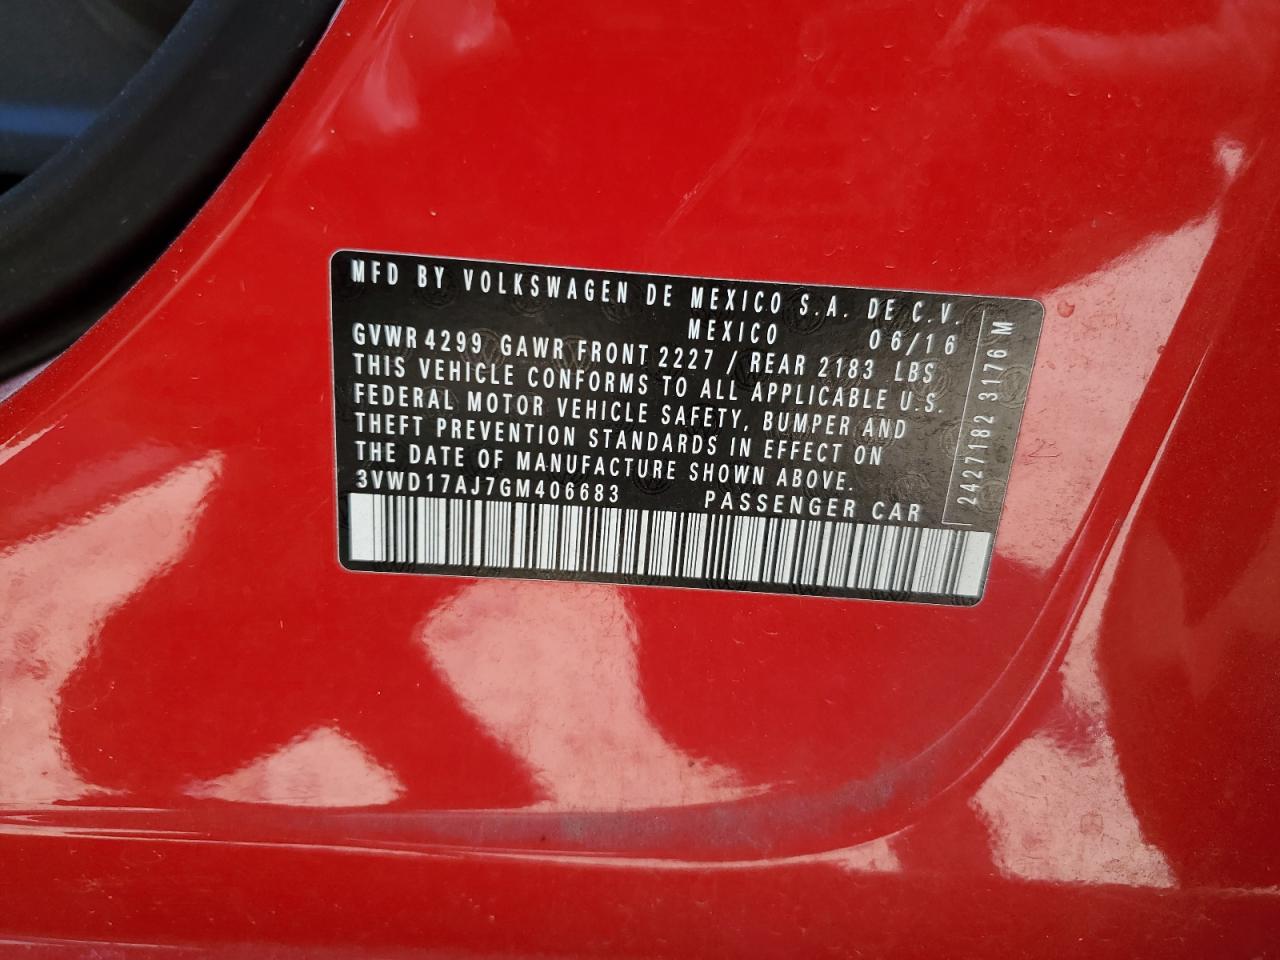 MFD BY VOLKSWAGEN DE MEXICO S.A. DE C.V.
MEXICO 06/16
GVWR 4299 GAWR FRONT 2227 / REAR 2183 LBS
THIS VEHICLE CONFORMS TO ALL APPLICABLE U.S.
FEDERAL MOTOR VEHICLE SAFETY, BUMPER AND
THEFT PREVENTION STANDARDS IN EFFECT ON
THE DATE OF MANUFACTURE SHOWN ABOVE.
3VWD17AJ7GM406683 PASSENGER CAR
2427182 3176 M